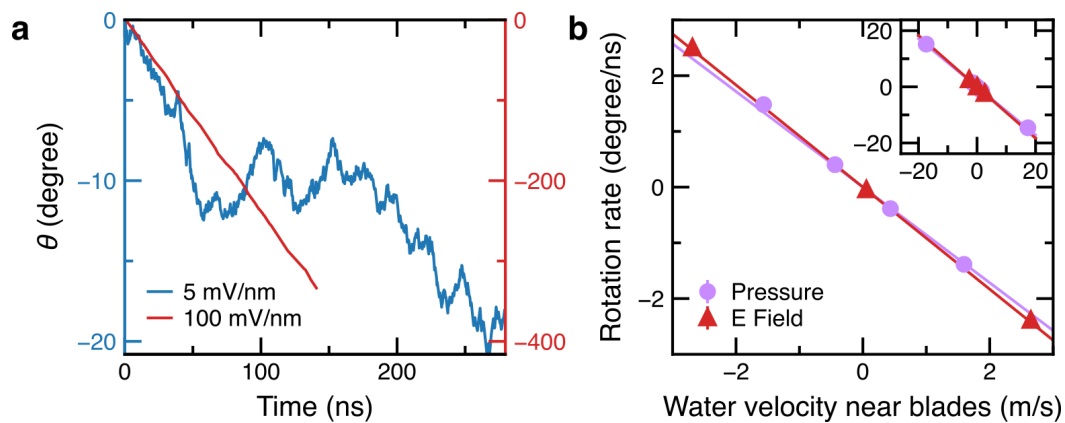 a
θ (degree)
0
−10
−20
0
−200
−400
0
100
200
Time (ns)
5 mV/nm
100 mV/nm
b
Rotation rate (degree/ns)
2
0
−2
−2
0
2
Water velocity near blades (m/s)
Pressure
E Field
20
0
−20
−20
0
20